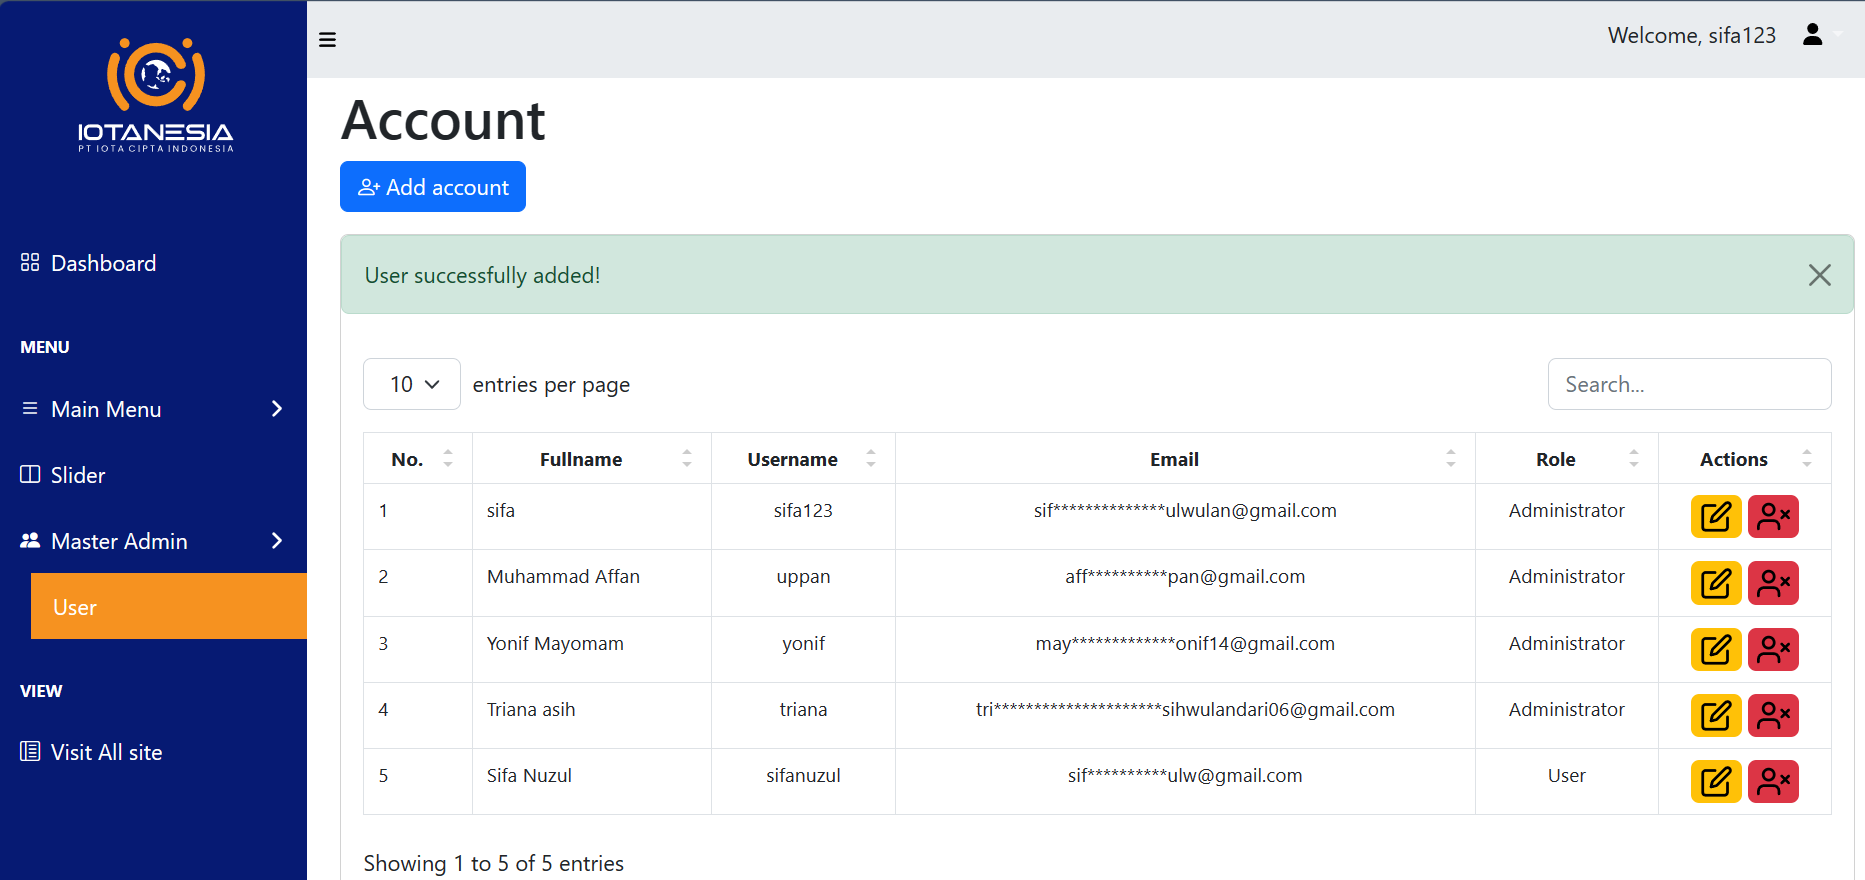 IOTANESIA
PT IOTA CIPTA INDONESIA
Dashboard
MENU
Main Menu
Slider
Master Admin
User
VIEW
Visit All site
Welcome, sifa123
Account
Add account
User successfully added!
10 entries per page
Search...
No. Fullname Username Email Role Actions
1 sifa sifa123 sif**************ulwulan@gmail.com Administrator
2 Muhammad Affan uppan aff**********pan@gmail.com Administrator
3 Yonif Mayomam yonif may*************onif14@gmail.com Administrator
4 Triana asih triana tri*********************sihwulandari06@gmail.com Administrator
5 Sifa Nuzul sifanuzul sif**********ulw@gmail.com User
Showing 1 to 5 of 5 entries